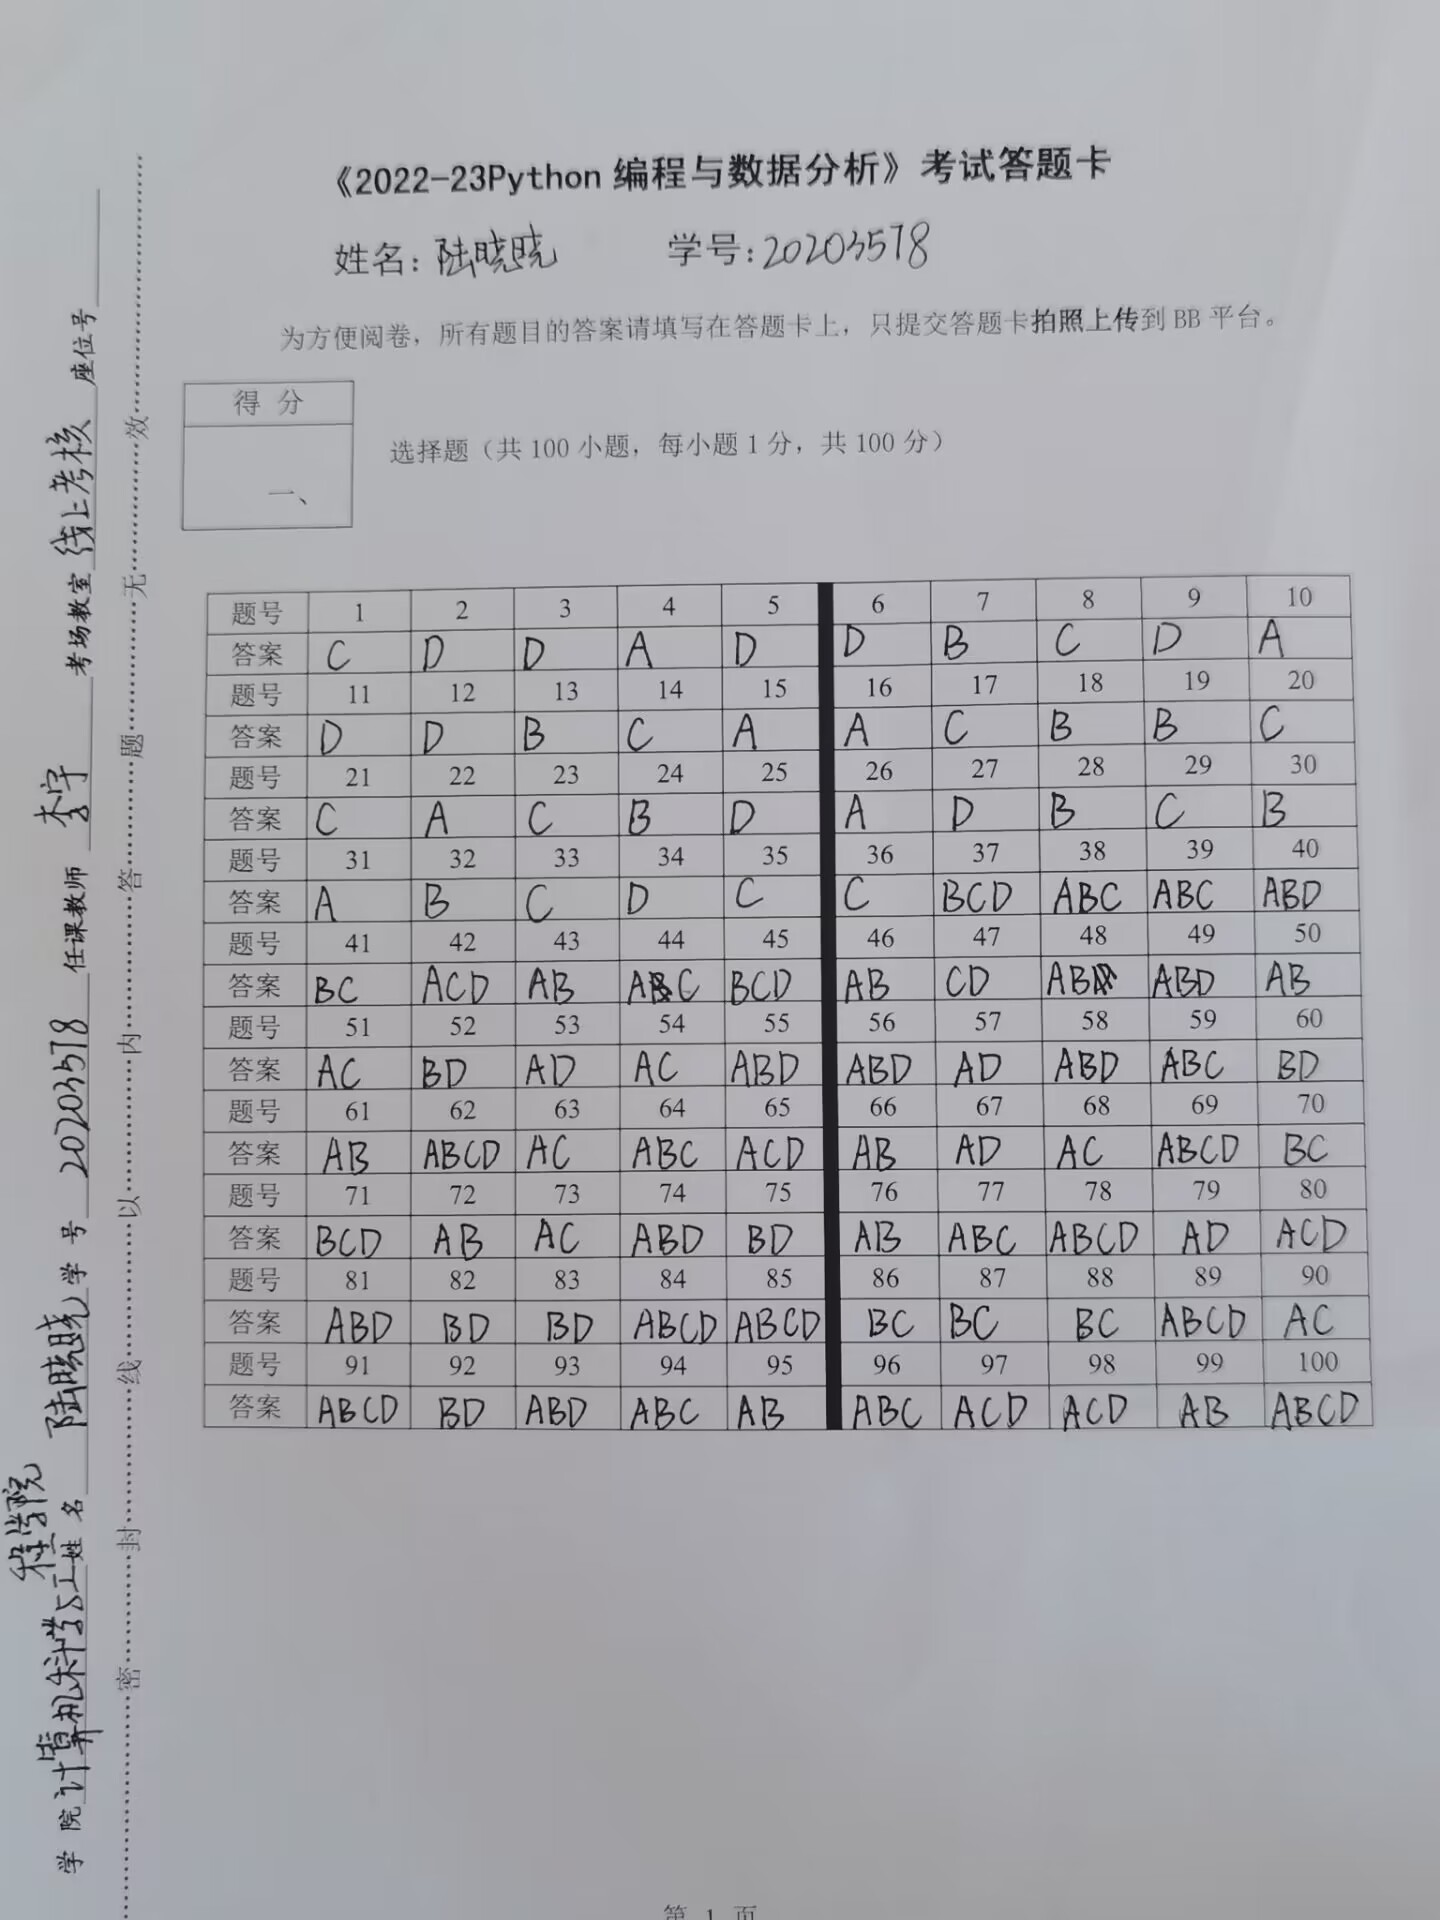 《2022-23Python 编程与数据分析》考试答题卡
姓名：陆晓晓 学号：20203578
为方便阅卷，所有题目的答案请填写在答题卡上，只提交答题卡拍照上传到 BB 平台。
得 分
一、
选择题（共 100 小题，每小题 1 分，共 100 分）
题号 1 2 3 4 5 6 7 8 9 10
答案 C D D A D D B C D A
题号 11 12 13 14 15 16 17 18 19 20
答案 D D B C A A C B B C
题号 21 22 23 24 25 26 27 28 29 30
答案 C A C B D A D B C B
题号 31 32 33 34 35 36 37 38 39 40
答案 A B C D C C BCD ABC ABC ABD
题号 41 42 43 44 45 46 47 48 49 50
答案 BC ACD AB AC BCD AB CD AB ABD AB
题号 51 52 53 54 55 56 57 58 59 60
答案 AC BD AD AC ABD ABD AD ABD ABC BD
题号 61 62 63 64 65 66 67 68 69 70
答案 AB ABCD AC ABC ACD AB AD AC ABCD BC
题号 71 72 73 74 75 76 77 78 79 80
答案 BCD AB AC ABD BD AB ABC ABCD AD ACD
题号 81 82 83 84 85 86 87 88 89 90
答案 ABD BD BD ABCD ABCD BC BC BC ABCD AC
题号 91 92 93 94 95 96 97 98 99 100
答案 ABCD BD ABD ABC AB ABC ACD ACD AB ABCD
学 院 计算机科学与工程学院 姓 名 陆晓晓 学 号 20203578 任课教师 李宇 考场教室 线上考核 座位号
密 封 线 以 内 答 题 无 效
第 1 页